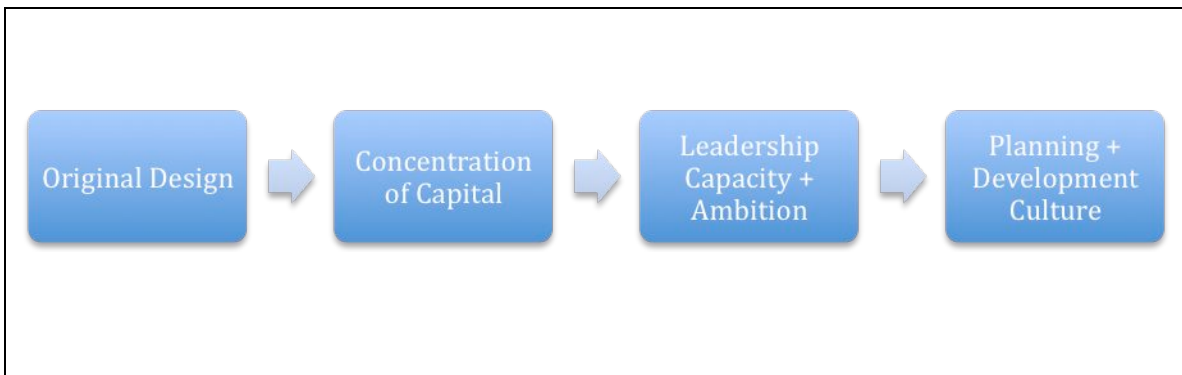 Original Design
Concentration
of Capital
Leadership
Capacity +
Ambition
Planning +
Development
Culture